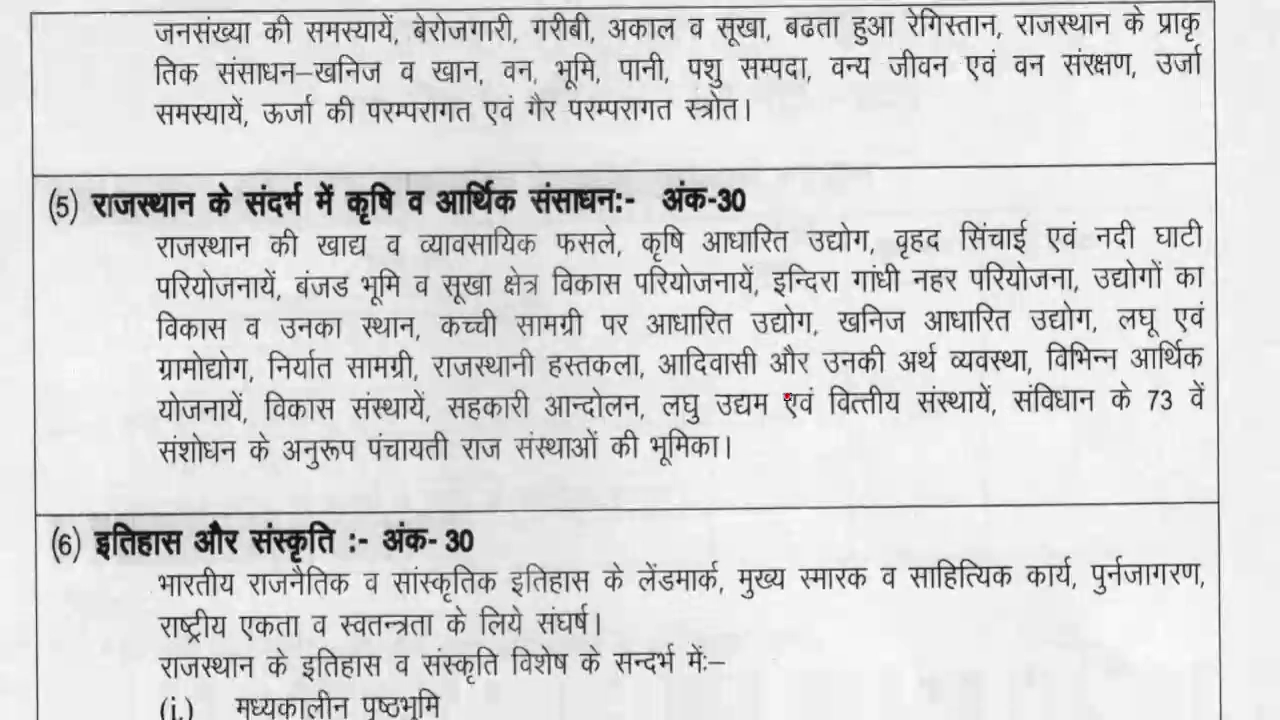 जनसंख्या की समस्यायें, बेरोजगारी, गरीबी, अकाल व सूखा, बढता हुआ रेगिस्तान, राजस्थान के प्राकृ
तिक संसाधन–खनिज व खान, वन, भूमि, पानी, पशु सम्पदा, वन्य जीवन एवं वन संरक्षण, उर्जा
समस्यायें, ऊर्जा की परम्परागत एवं गैर परम्परागत स्त्रोत।
(5) राजस्थान के संदर्भ में कृषि व आर्थिक संसाधन:- अंक-30
राजस्थान की खाद्य व व्यावसायिक फसले, कृषि आधारित उद्योग, वृहद सिंचाई एवं नदी घाटी
परियोजनायें, बंजड भूमि व सूखा क्षेत्र विकास परियोजनायें, इन्दिरा गांधी नहर परियोजना, उद्योगों का
विकास व उनका स्थान, कच्ची सामग्री पर आधारित उद्योग, खनिज आधारित उद्योग, लघू एवं
ग्रामोद्योग, निर्यात सामग्री, राजस्थानी हस्तकला, आदिवासी और उनकी अर्थ व्यवस्था, विभिन्न आर्थिक
योजनायें, विकास संस्थायें, सहकारी आन्दोलन, लघु उद्यम एवं वित्तीय संस्थायें, संविधान के 73 वें
संशोधन के अनुरूप पंचायती राज संस्थाओं की भूमिका।
(6) इतिहास और संस्कृति :- अंक- 30
भारतीय राजनैतिक व सांस्कृतिक इतिहास के लेंडमार्क, मुख्य स्मारक व साहित्यिक कार्य, पुर्नजागरण,
राष्ट्रीय एकता व स्वतन्त्रता के लिये संघर्ष।
राजस्थान के इतिहास व संस्कृति विशेष के सन्दर्भ में:–
(i.) मध्यकालीन पृष्ठभूमि